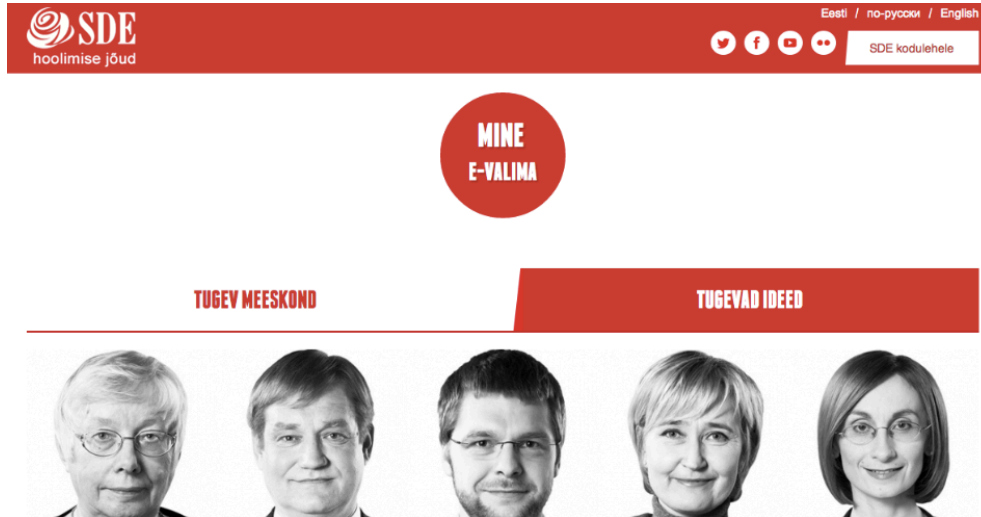 SDE
hoolimise jõud
Eesti / по-русски / English
SDE kodulehele
MINE
E-VALIMA
TUGEV MEESKOND
TUGEVAD IDEED